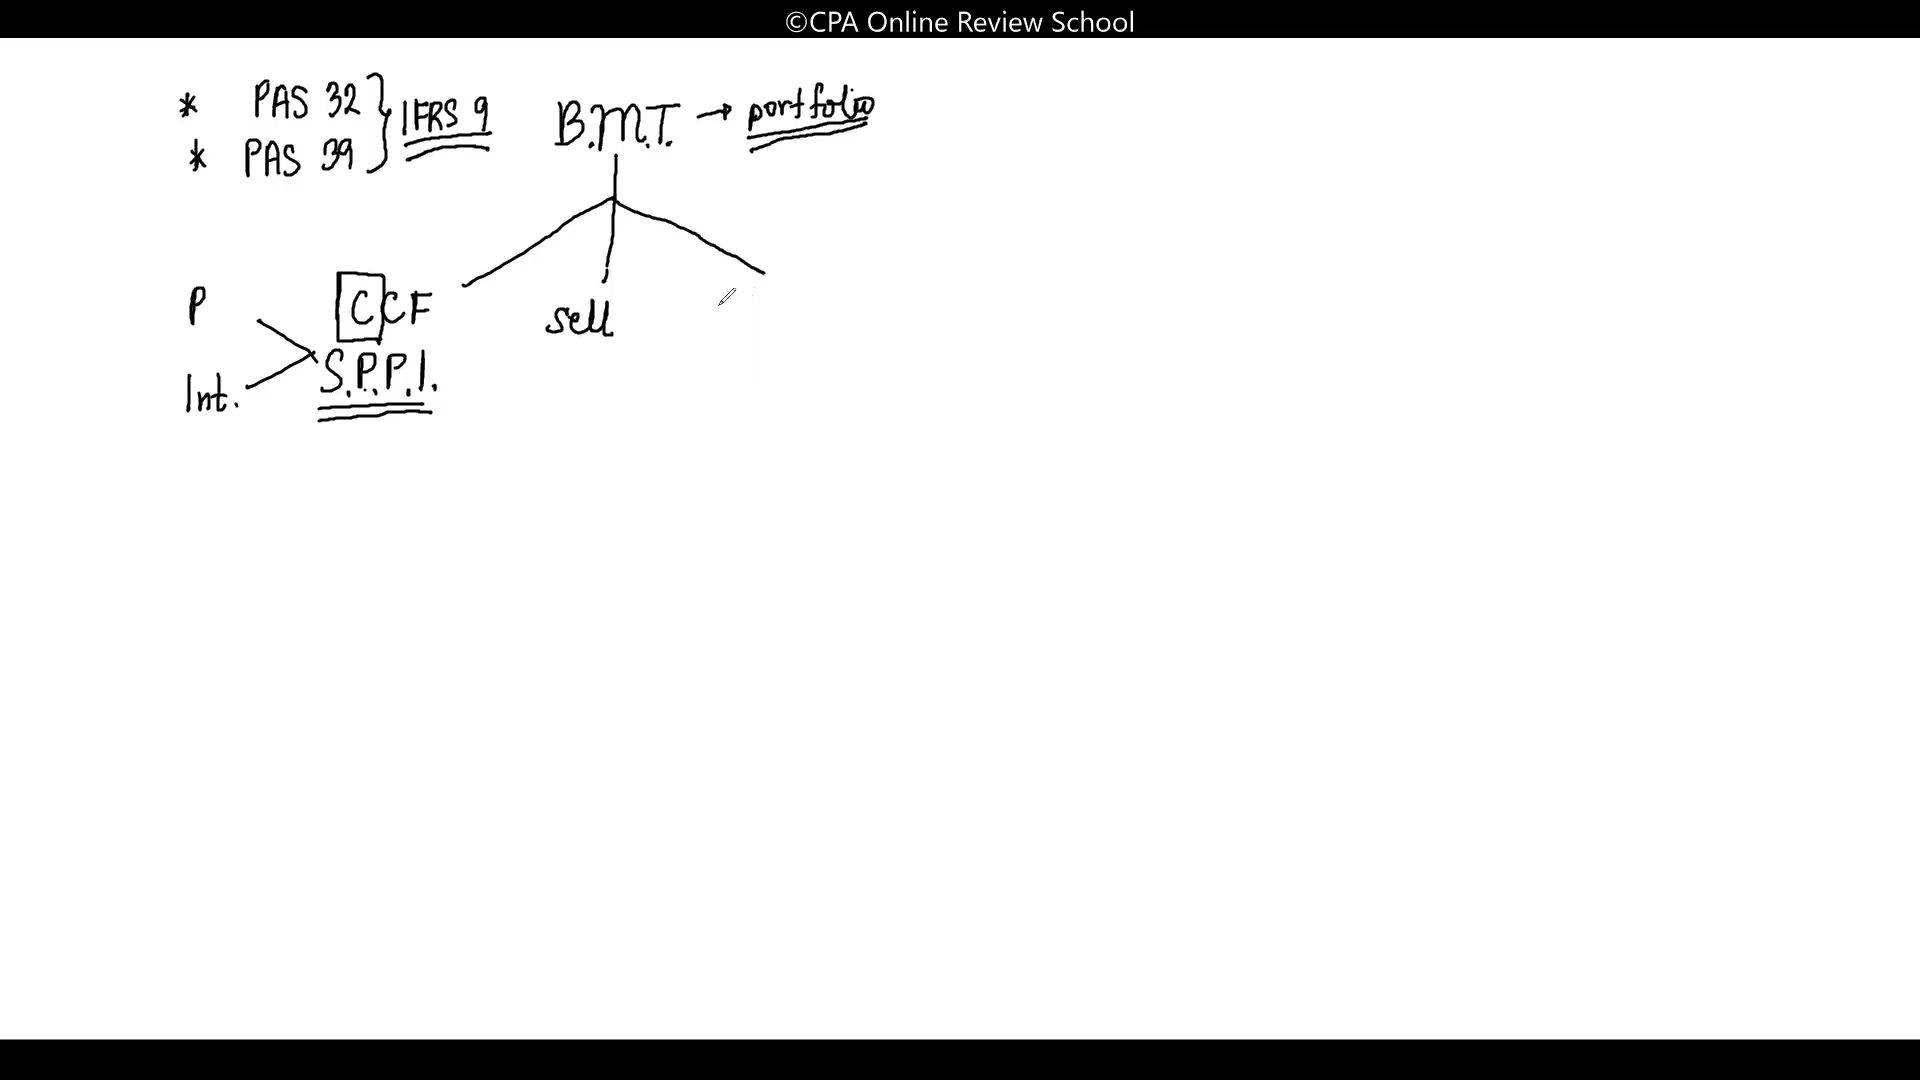 ©CPA Online Review School
* PAS 32
* PAS 39
IFRS 9
B.M.T. → portfolio
P
Int.
CCF
S.P.P.I.
sell